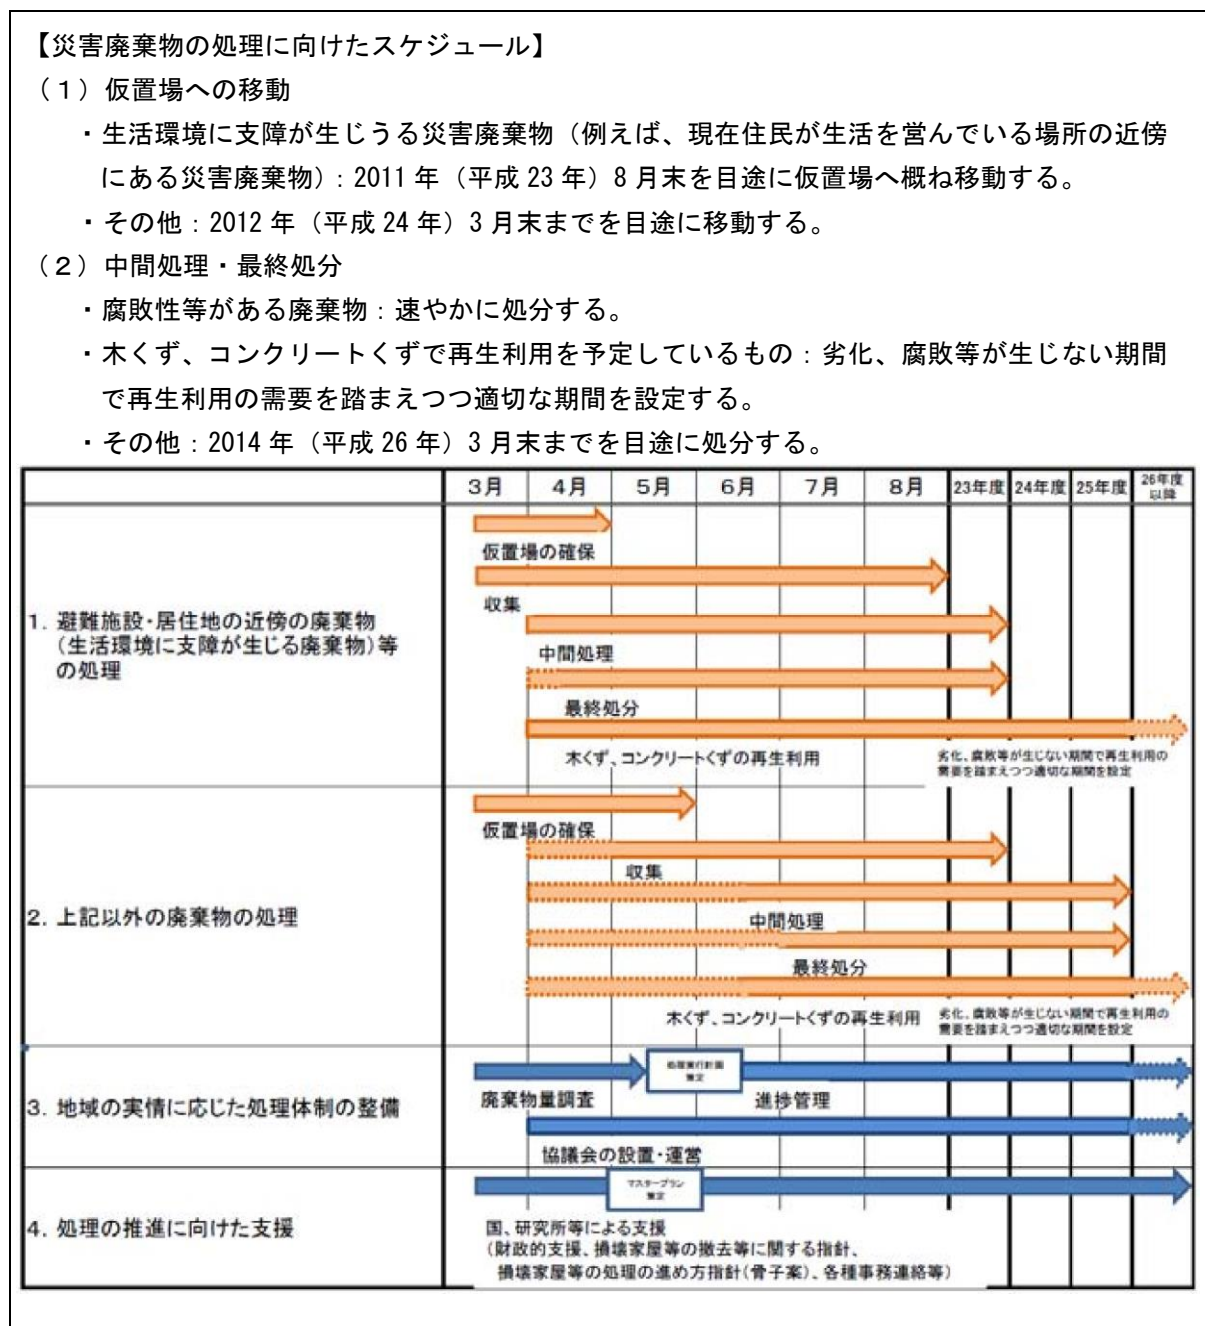 【災害廃棄物の処理に向けたスケジュール】
（１）仮置場への移動
・生活環境に支障が生じうる災害廃棄物（例えば、現在住民が生活を営んでいる場所の近傍
にある災害廃棄物）：2011 年（平成 23 年）8 月末を目途に仮置場へ概ね移動する。
・その他：2012 年（平成 24 年）3 月末までを目途に移動する。
（２）中間処理・最終処分
・腐敗性等がある廃棄物：速やかに処分する。
・木くず、コンクリートくずで再生利用を予定しているもの：劣化、腐敗等が生じない期間
で再生利用の需要を踏まえつつ適切な期間を設定する。
・その他：2014 年（平成 26 年）3 月末までを目途に処分する。
3月 4月 5月 6月 7月 8月 23年度 24年度 25年度 26年度
以降
1. 避難施設・居住地の近傍の廃棄物
（生活環境に支障が生じる廃棄物）等
の処理
仮置場の確保
収集
中間処理
最終処分
木くず、コンクリートくずの再生利用
劣化、腐敗等が生じない期間で再生利用の
需要を踏まえつつ適切な期間を設定
2. 上記以外の廃棄物の処理
仮置場の確保
収集
中間処理
最終処分
木くず、コンクリートくずの再生利用
劣化、腐敗等が生じない期間で再生利用の
需要を踏まえつつ適切な期間を設定
3. 地域の実情に応じた処理体制の整備
廃棄物量調査
処理実行計画
策定
進捗管理
協議会の設置・運営
4. 処理の推進に向けた支援
マスタープラン
策定
国、研究所等による支援
（財政的支援、損壊家屋等の撤去等に関する指針、
損壊家屋等の処理の進め方指針（骨子案）、各種事務連絡等）